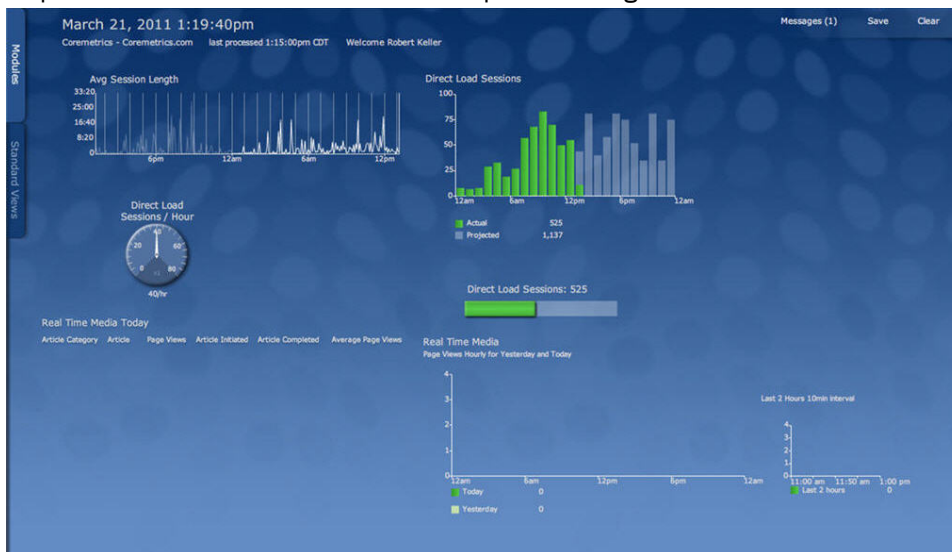 March 21, 2011 1:19:40pm
Messages (1) Save Clear
Coremetrics - Coremetrics.com last processed 1:15:00pm CDT Welcome Robert Keller
Modules
Standard Views
Avg Session Length
33:20
25:00
16:40
8:20
0
6pm 12am 6am 12pm
Direct Load Sessions
100
75
50
25
0
12am 6am 12pm 6pm 12am
Actual 525
Projected 1,137
Direct Load
Sessions / Hour
0 20 40 60 80
x1
40/hr
Direct Load Sessions: 525
Real Time Media Today
Article Category Article Page Views Article Initiated Article Completed Average Page Views
Real Time Media
Page Views Hourly for Yesterday and Today
4
3
2
1
0
12am 6am 12pm 6pm 12am
Today 0
Yesterday 0
Last 2 Hours 10min interval
4
3
2
1
0
11:00 am 11:50 am 1:00 pm
Last 2 hours 0